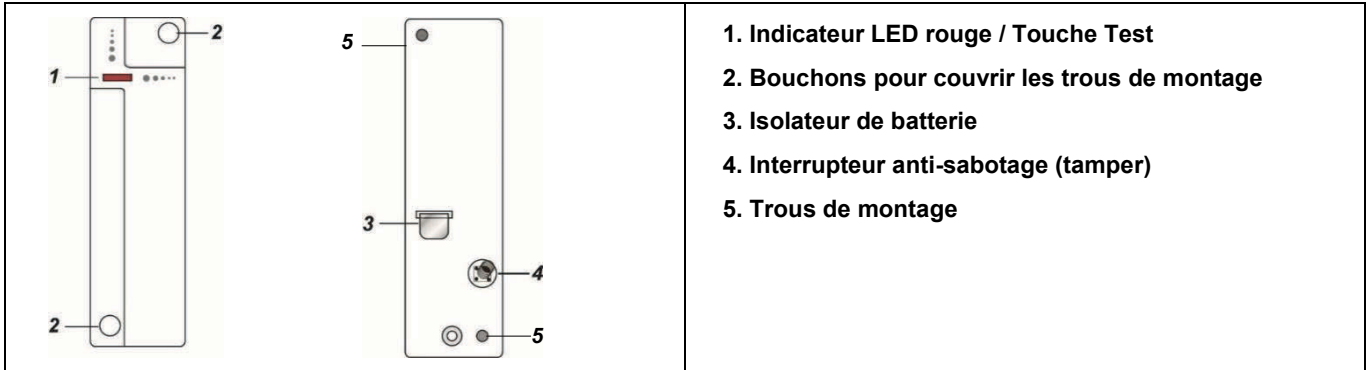 2
5
1
3
4
2
5
1. Indicateur LED rouge / Touche Test
2. Bouchons pour couvrir les trous de montage
3. Isolateur de batterie
4. Interrupteur anti-sabotage (tamper)
5. Trous de montage